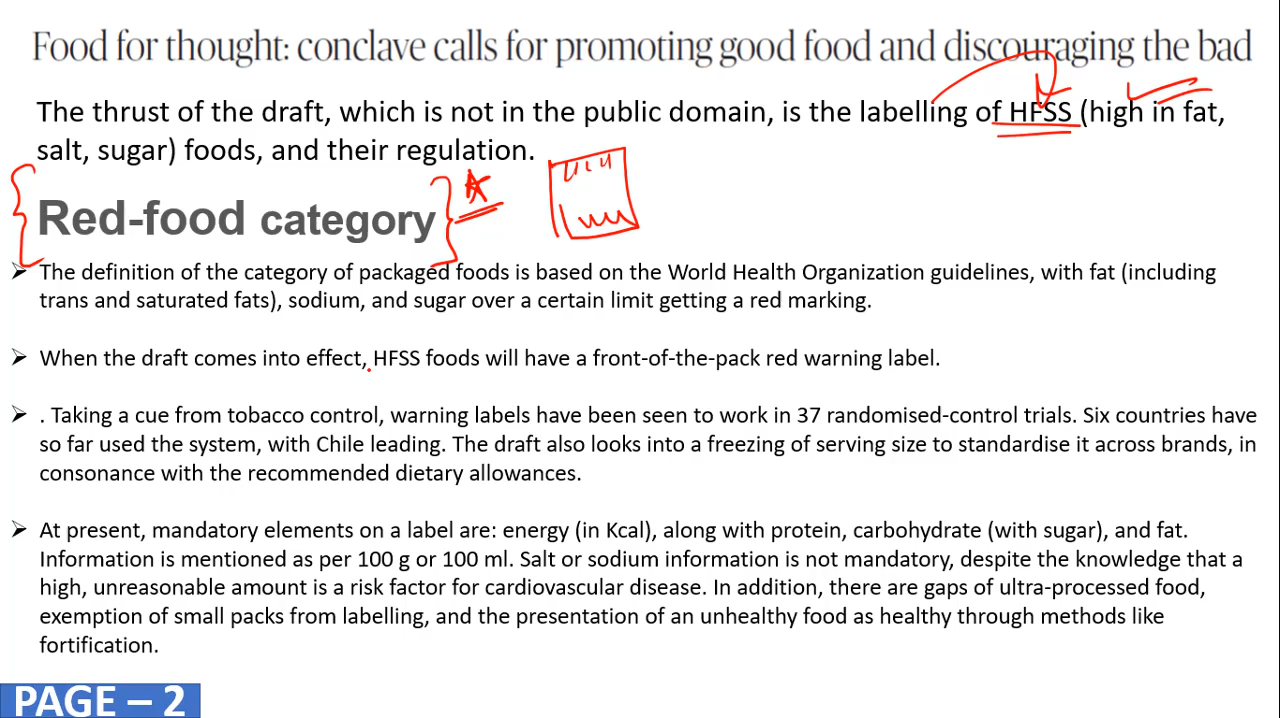 Food for thought: conclave calls for promoting good food and discouraging the bad
The thrust of the draft, which is not in the public domain, is the labelling of HFSS (high in fat,
salt, sugar) foods, and their regulation.
Red-food category
➤ The definition of the category of packaged foods is based on the World Health Organization guidelines, with fat (including
trans and saturated fats), sodium, and sugar over a certain limit getting a red marking.
➤ When the draft comes into effect, HFSS foods will have a front-of-the-pack red warning label.
➤ . Taking a cue from tobacco control, warning labels have been seen to work in 37 randomised-control trials. Six countries have
so far used the system, with Chile leading. The draft also looks into a freezing of serving size to standardise it across brands, in
consonance with the recommended dietary allowances.
➤ At present, mandatory elements on a label are: energy (in Kcal), along with protein, carbohydrate (with sugar), and fat.
Information is mentioned as per 100 g or 100 ml. Salt or sodium information is not mandatory, despite the knowledge that a
high, unreasonable amount is a risk factor for cardiovascular disease. In addition, there are gaps of ultra-processed food,
exemption of small packs from labelling, and the presentation of an unhealthy food as healthy through methods like
fortification.
PAGE – 2